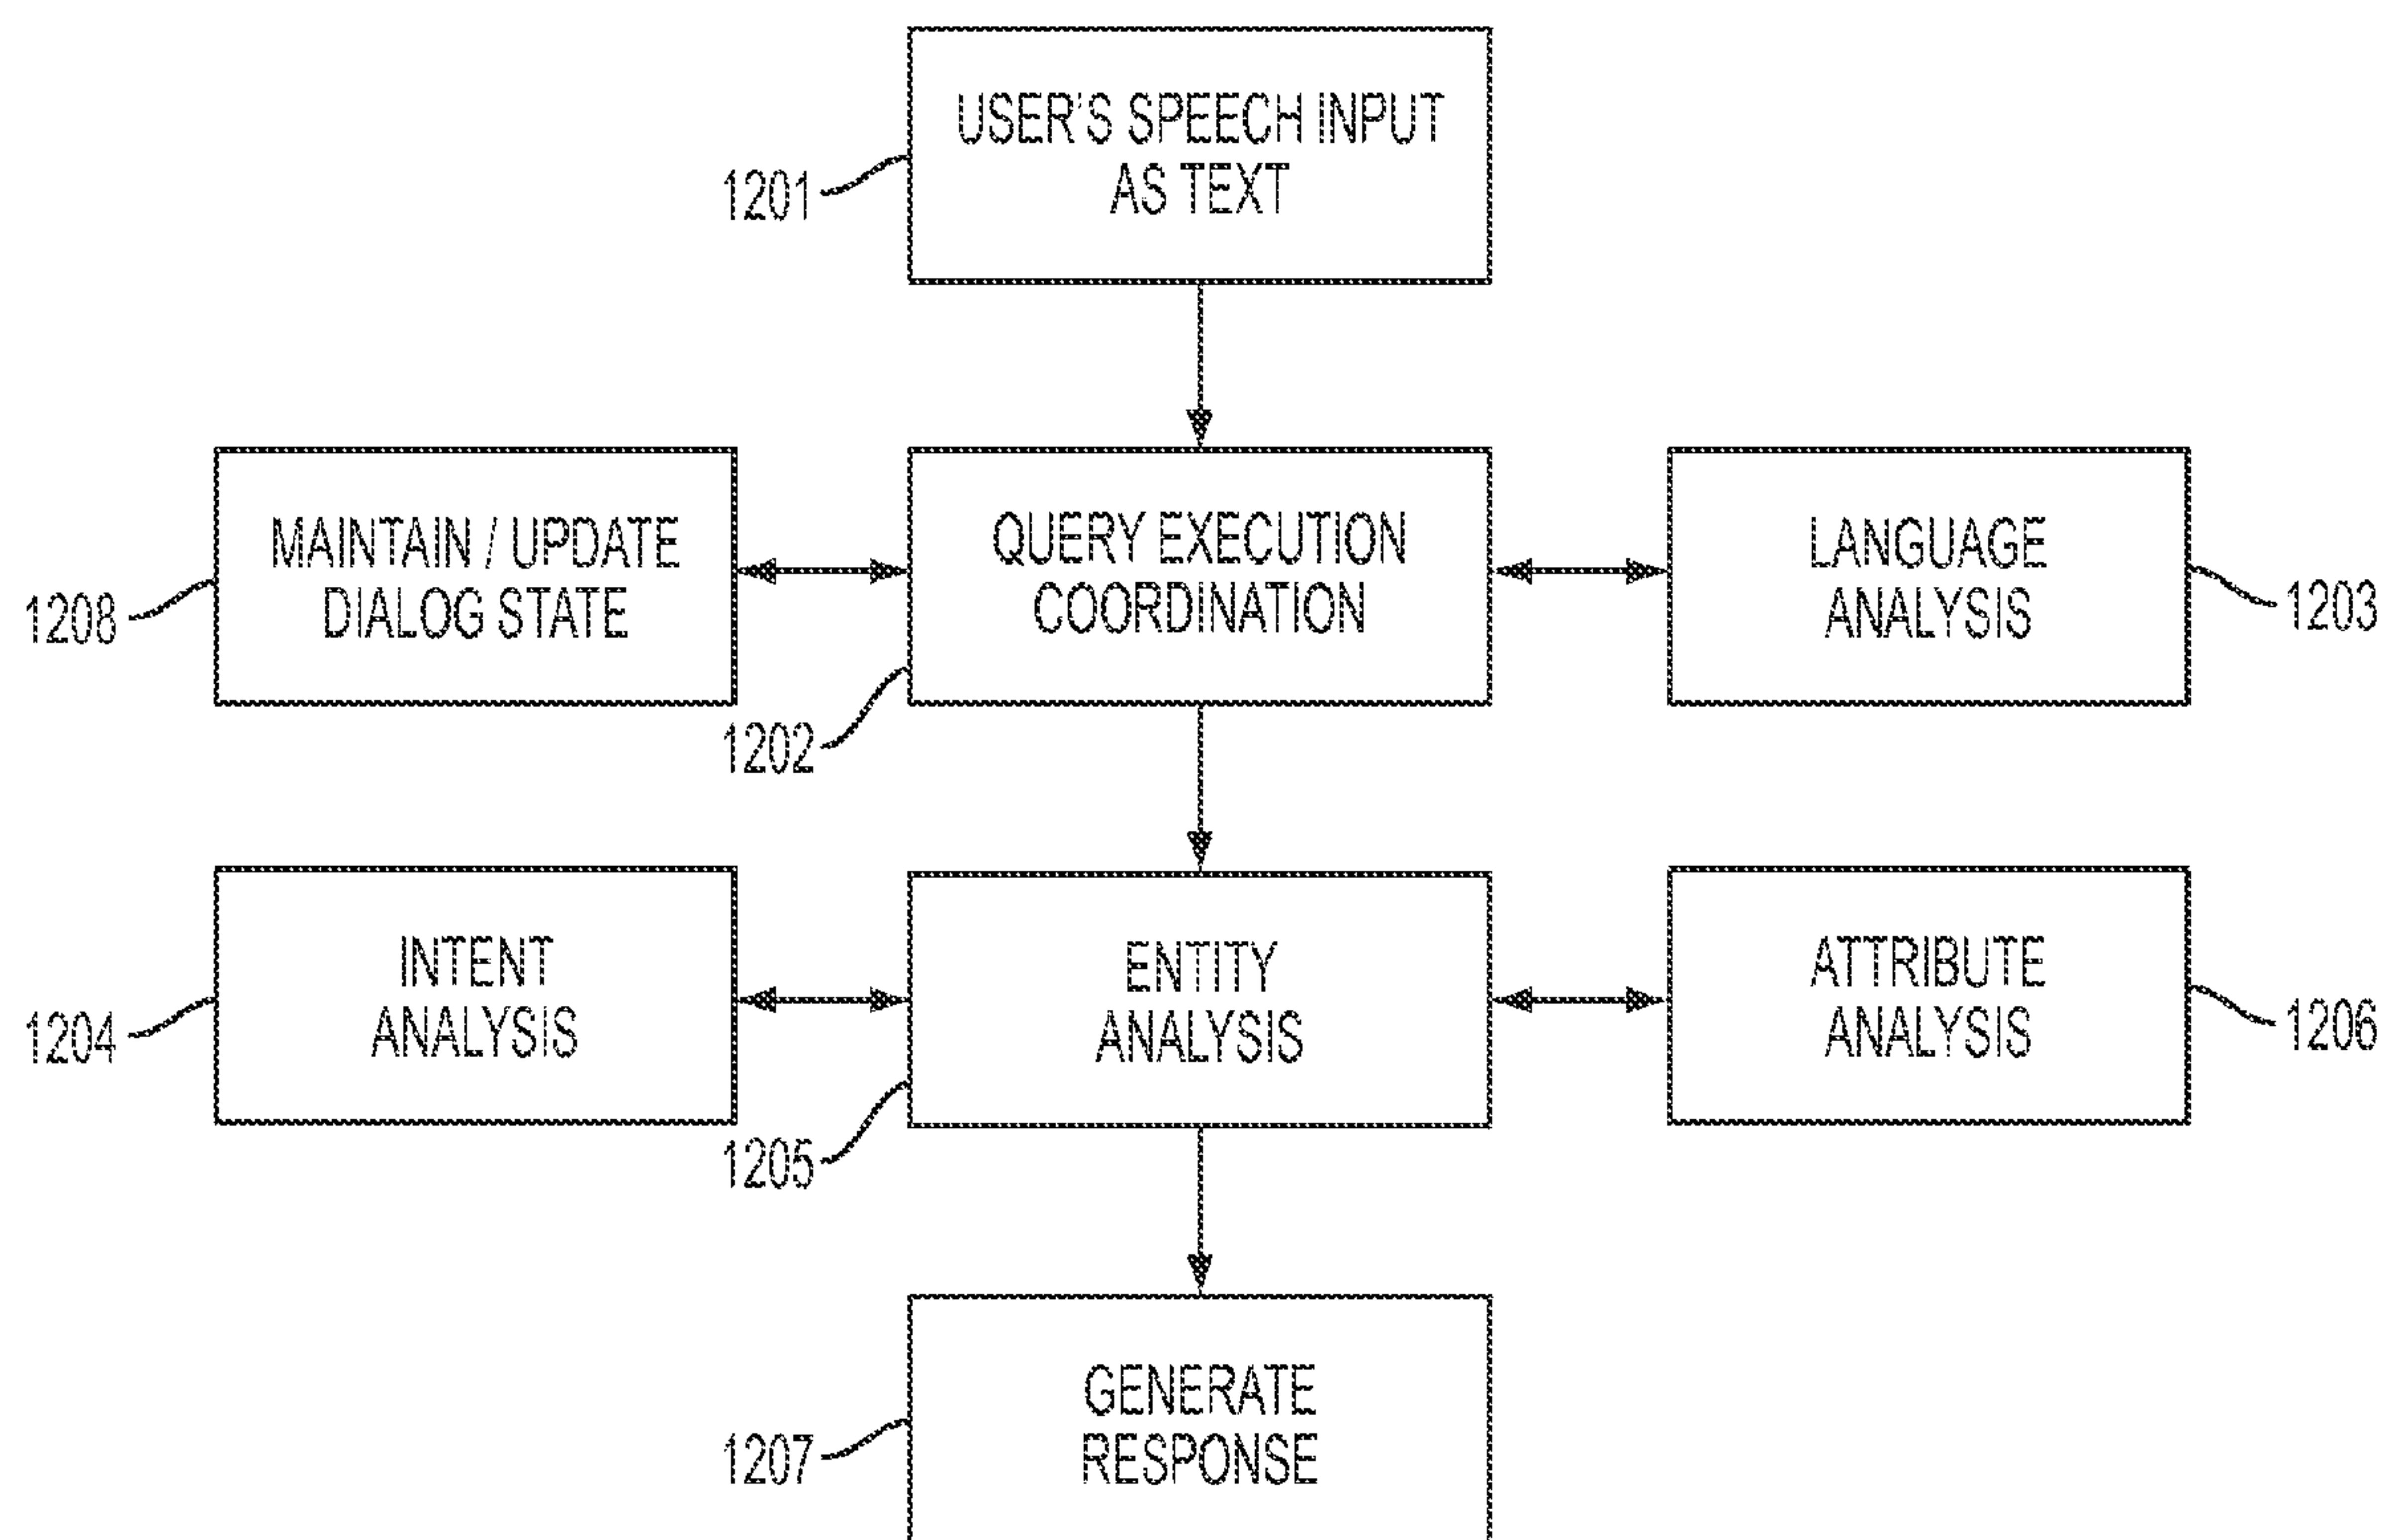 USER'S SPEECH INPUT
AS TEXT
1201
MAINTAIN / UPDATE
DIALOG STATE
1208
QUERY EXECUTION
COORDINATION
1202
LANGUAGE
ANALYSIS
1203
INTENT
ANALYSIS
1204
ENTITY
ANALYSIS
1205
ATTRIBUTE
ANALYSIS
1206
GENERATE
RESPONSE
1207